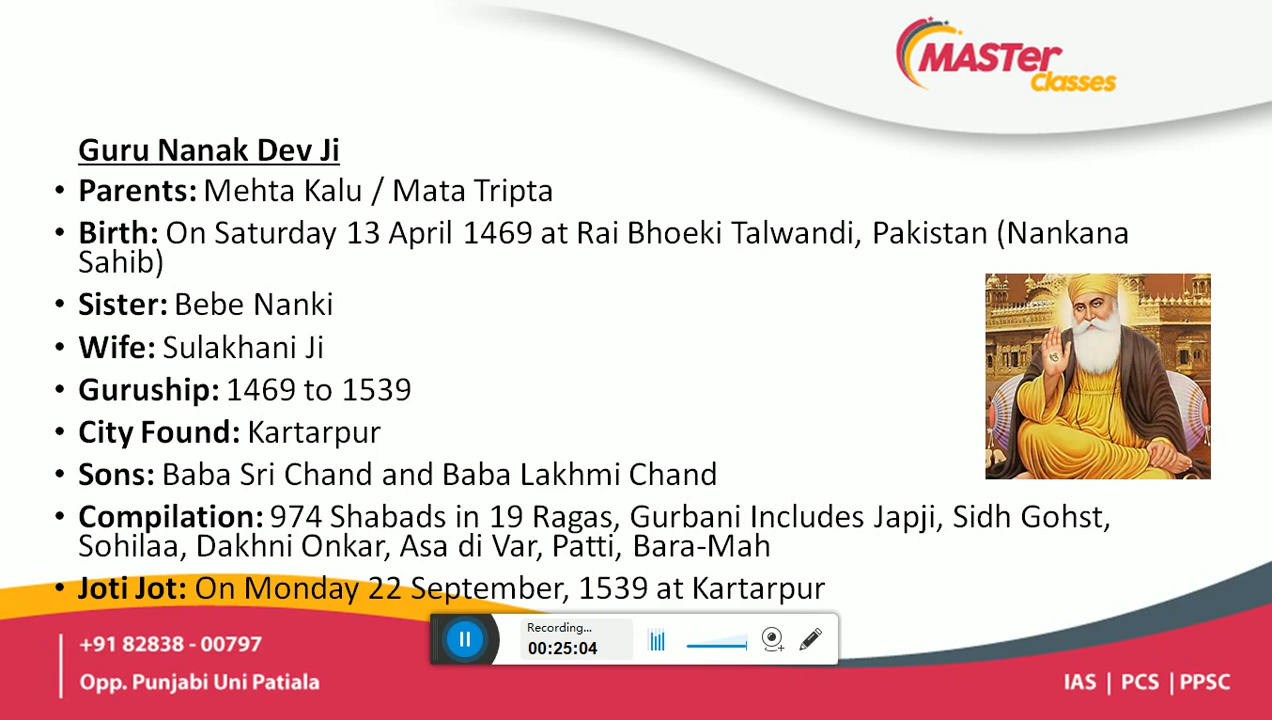 MASTer
Classes
Guru Nanak Dev Ji
• Parents: Mehta Kalu / Mata Tripta
• Birth: On Saturday 13 April 1469 at Rai Bhoeki Talwandi, Pakistan (Nankana
Sahib)
• Sister: Bebe Nanki
• Wife: Sulakhani Ji
• Guruship: 1469 to 1539
• City Found: Kartarpur
• Sons: Baba Sri Chand and Baba Lakhmi Chand
• Compilation: 974 Shabads in 19 Ragas, Gurbani Includes Japji, Sidh Gohst,
Sohilaa, Dakhni Onkar, Asa di Var, Patti, Bara-Mah
• Joti Jot: On Monday 22 September, 1539 at Kartarpur
Recording...
00:25:04
+91 82838 - 00797
Opp. Punjabi Uni Patiala
IAS | PCS | PPSC